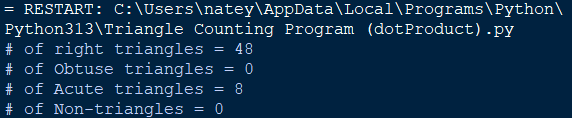 = RESTART: C:\Users\natey\AppData\Local\Programs\Python\
Python313\Triangle Counting Program (dotProduct).py
# of right triangles = 48
# of Obtuse triangles = 0
# of Acute triangles = 8
# of Non-triangles = 0